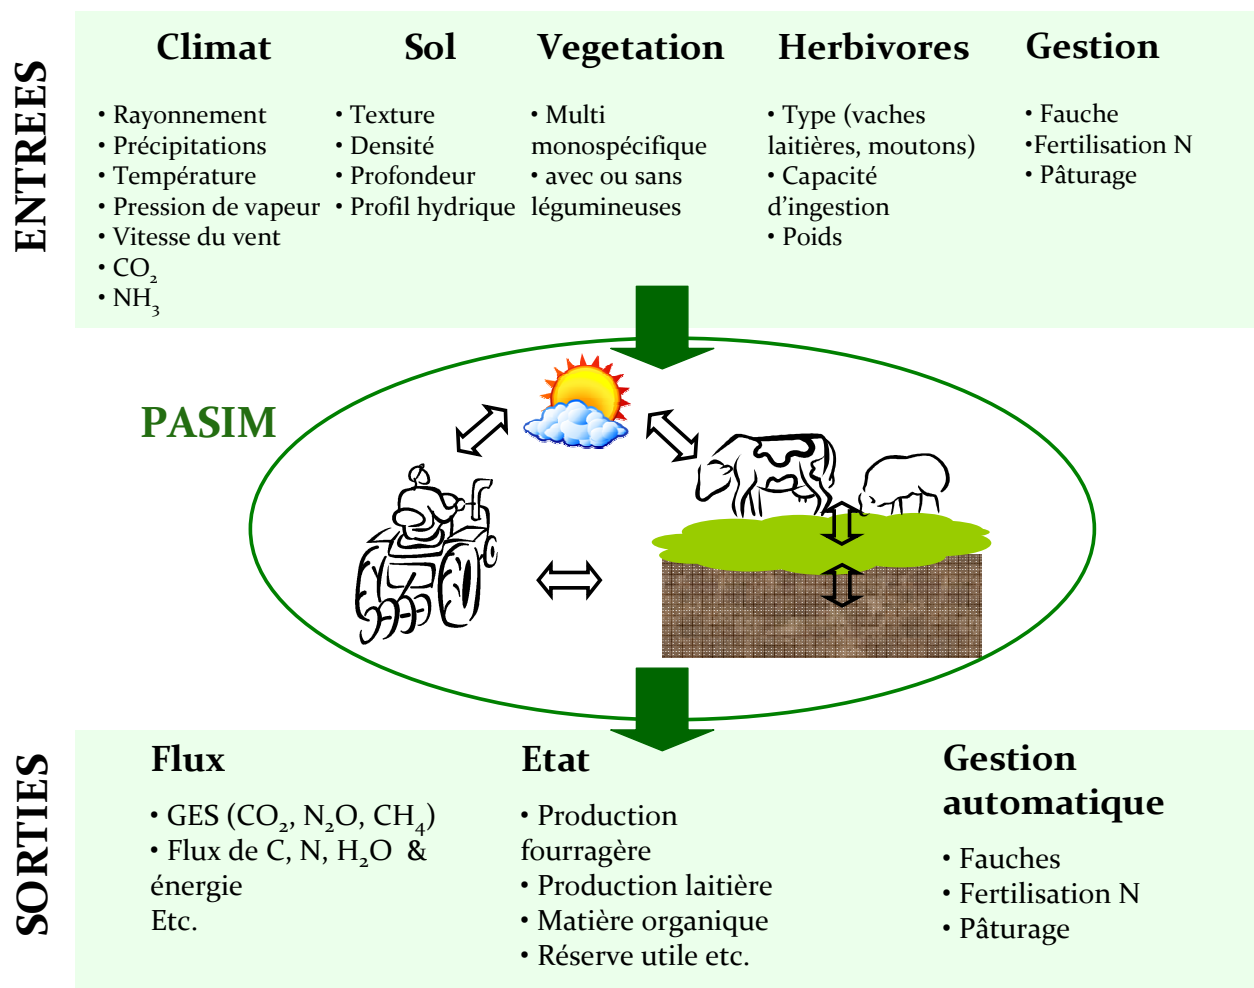 ENTREES
Climat
• Rayonnement
• Précipitations
• Température
• Pression de vapeur
• Vitesse du vent
• CO₂
• NH₃
Sol
• Texture
• Densité
• Profondeur
• Profil hydrique
Vegetation
• Multi
monospécifique
• avec ou sans
légumineuses
Herbivores
• Type (vaches
laitières, moutons)
• Capacité
d'ingestion
• Poids
Gestion
• Fauche
•Fertilisation N
• Pâturage
PASIM
SORTIES
Flux
• GES (CO₂, N₂O, CH₄)
• Flux de C, N, H₂O &
énergie
Etc.
Etat
• Production
fourragère
• Production laitière
• Matière organique
• Réserve utile etc.
Gestion
automatique
• Fauches
• Fertilisation N
• Pâturage